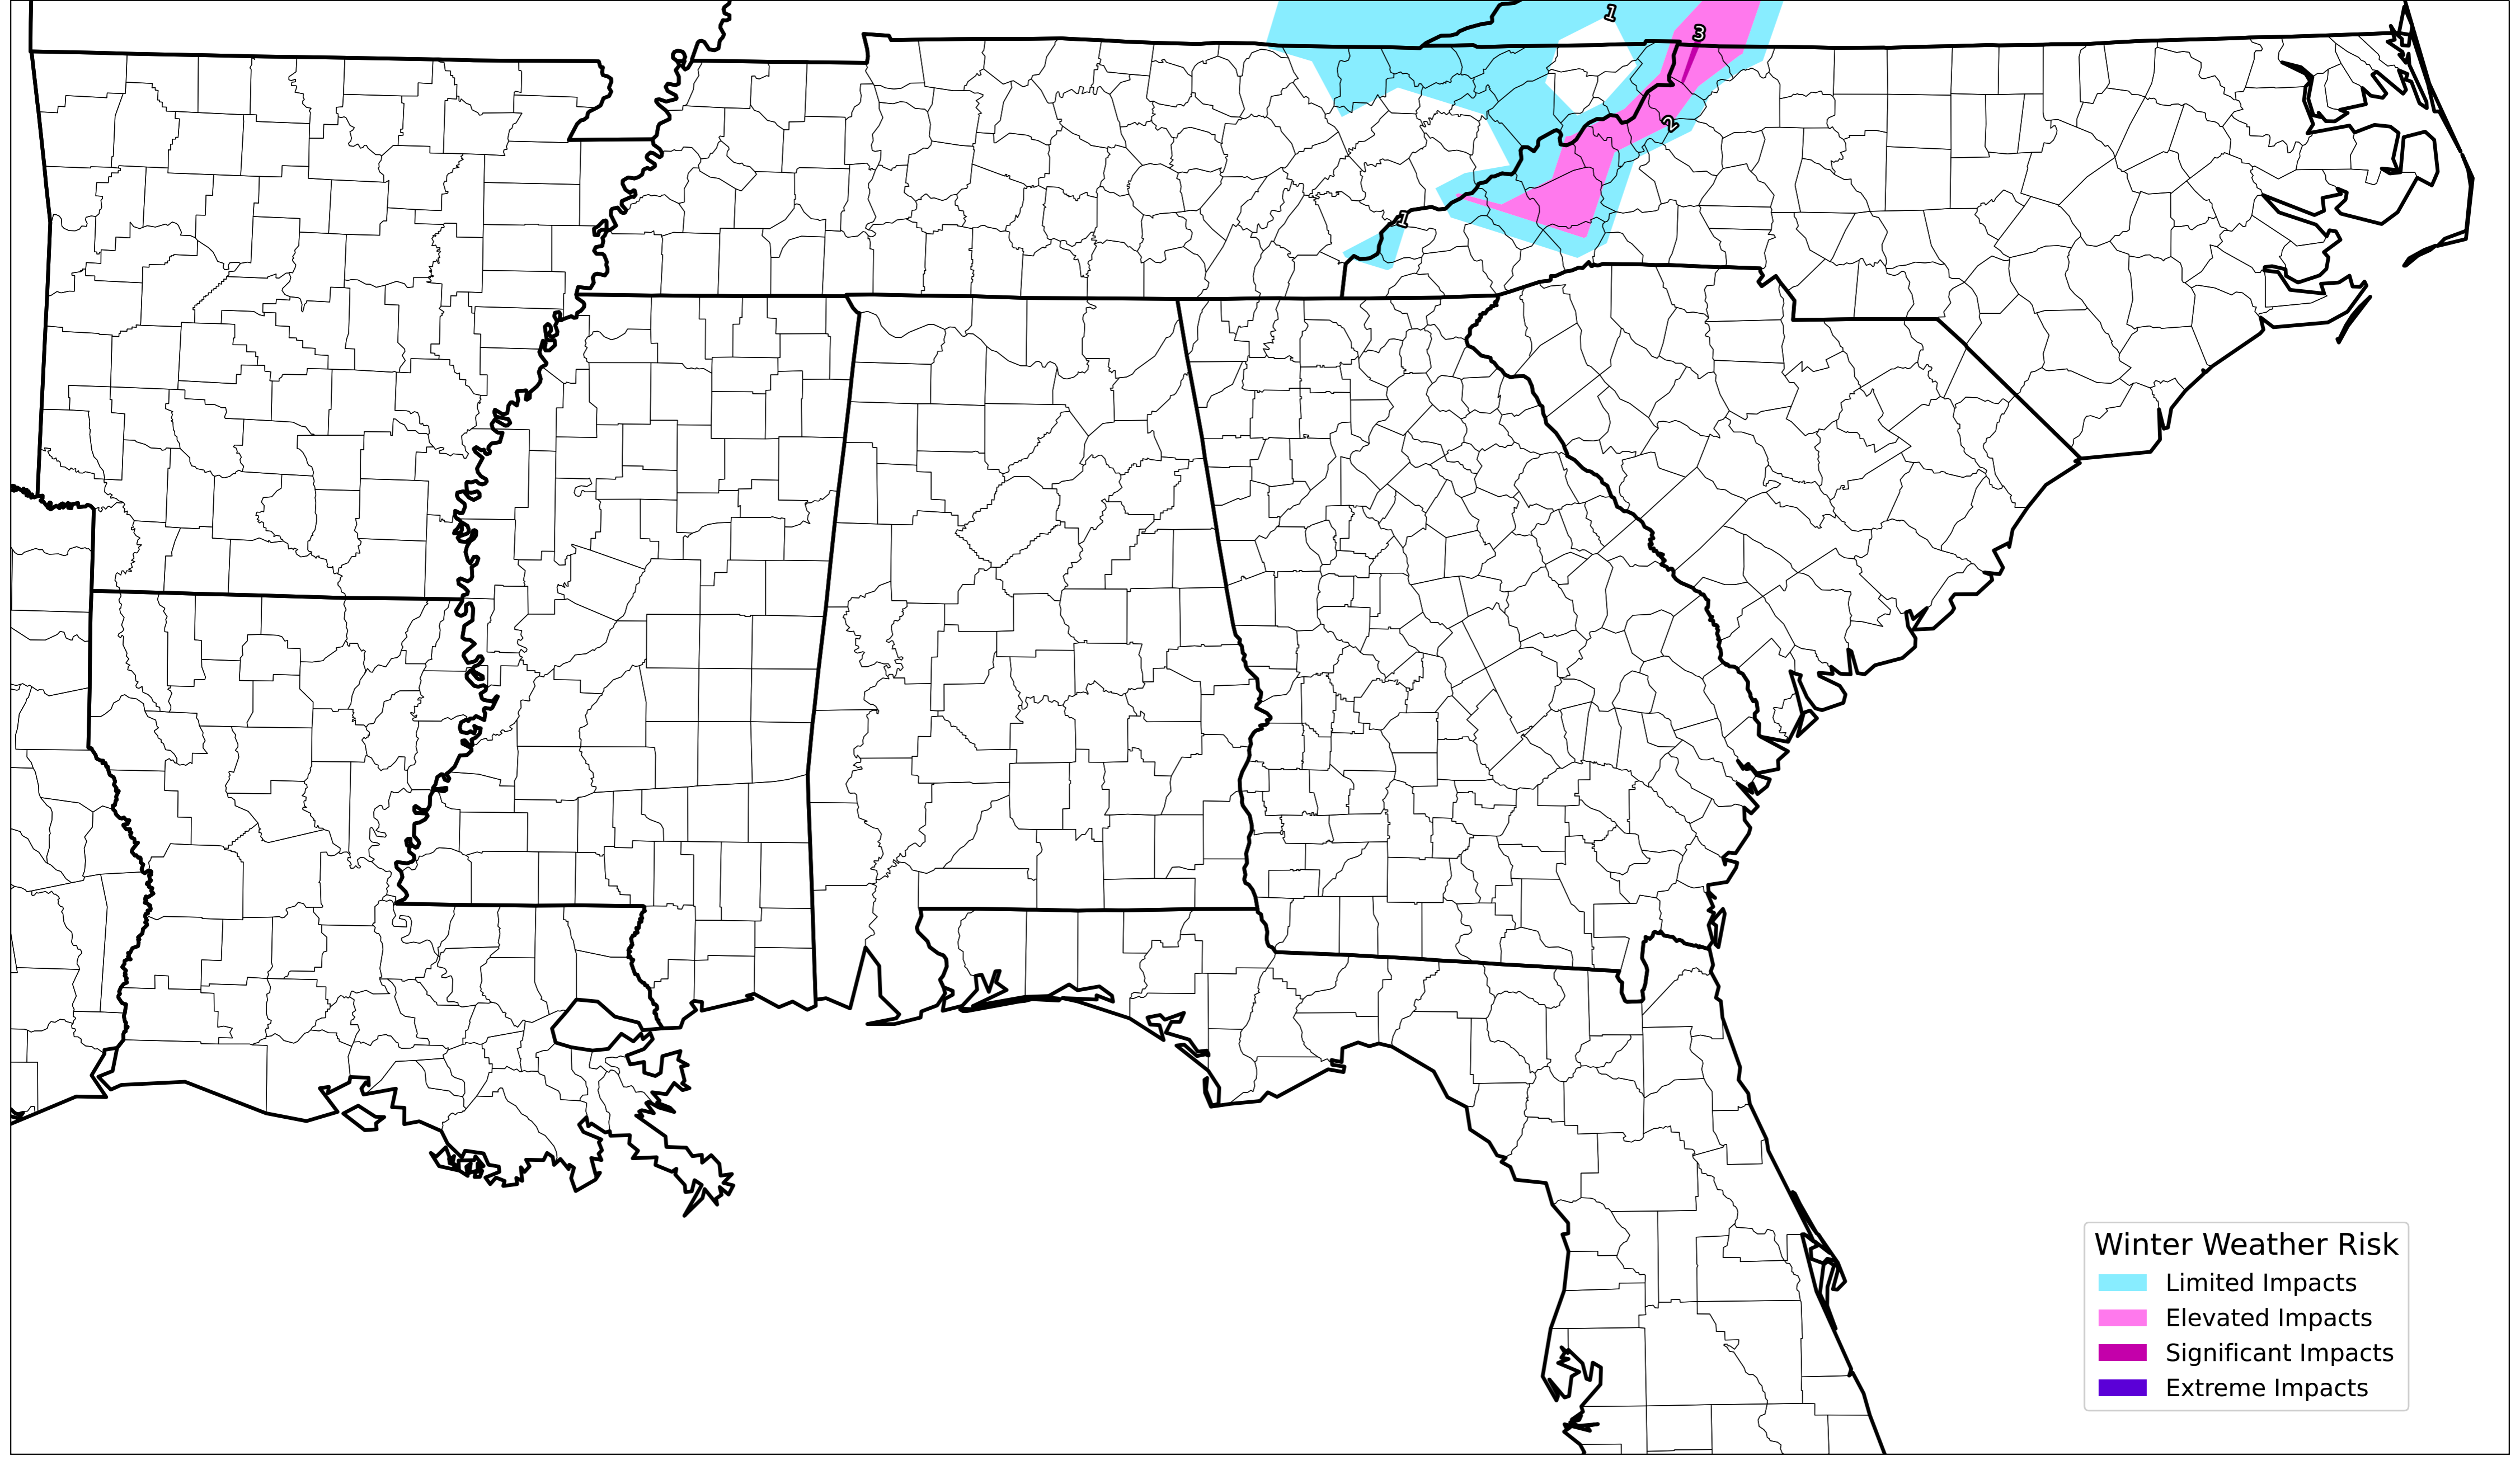 1
3
2
1
Winter Weather Risk
Limited Impacts
Elevated Impacts
Significant Impacts
Extreme Impacts